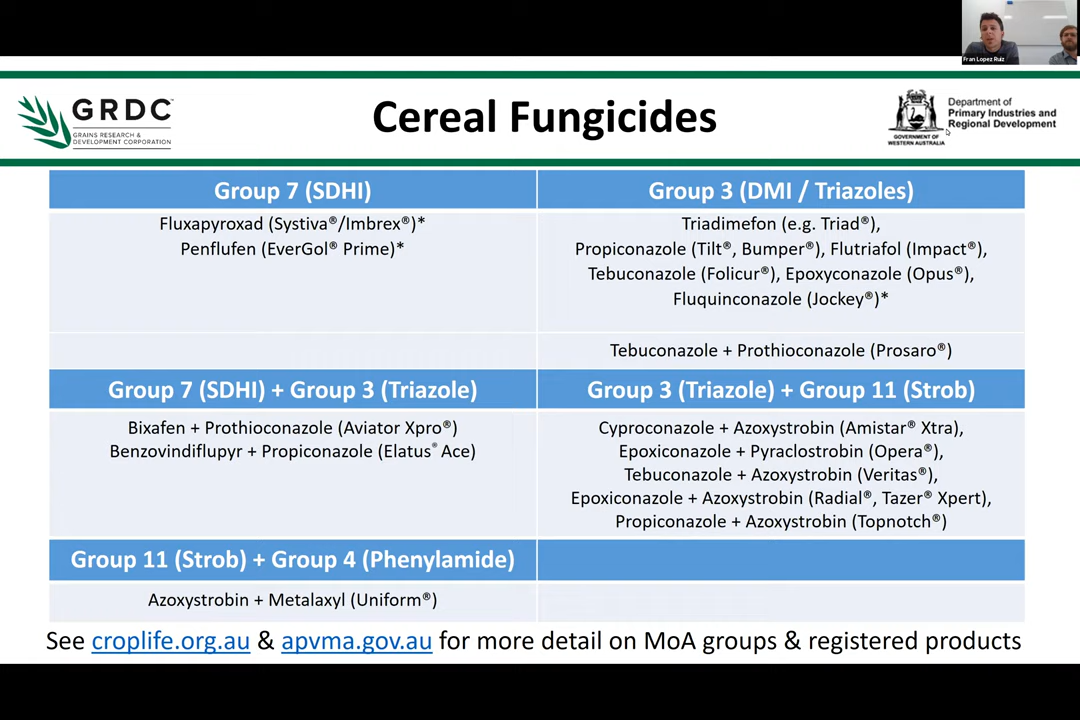 Fran Lopez Ruiz
GRDC™
GRAINS RESEARCH &
DEVELOPMENT CORPORATION
Cereal Fungicides
GOVERNMENT OF
WESTERN AUSTRALIA
Department of
Primary Industries and
Regional Development
Group 7 (SDHI)
Group 3 (DMI / Triazoles)
Fluxapyroxad (Systiva®/Imbrex®)*
Penflufen (EverGol® Prime)*
Triadimefon (e.g. Triad®),
Propiconazole (Tilt®, Bumper®), Flutriafol (Impact®),
Tebuconazole (Folicur®), Epoxyconazole (Opus®),
Fluquinconazole (Jockey®)*
Tebuconazole + Prothioconazole (Prosaro®)
Group 7 (SDHI) + Group 3 (Triazole)
Group 3 (Triazole) + Group 11 (Strob)
Bixafen + Prothioconazole (Aviator Xpro®)
Benzovindiflupyr + Propiconazole (Elatus® Ace)
Cyproconazole + Azoxystrobin (Amistar® Xtra),
Epoxiconazole + Pyraclostrobin (Opera®),
Tebuconazole + Azoxystrobin (Veritas®),
Epoxiconazole + Azoxystrobin (Radial®, Tazer® Xpert),
Propiconazole + Azoxystrobin (Topnotch®)
Group 11 (Strob) + Group 4 (Phenylamide)
Azoxystrobin + Metalaxyl (Uniform®)
See croplife.org.au & apvma.gov.au for more detail on MoA groups & registered products